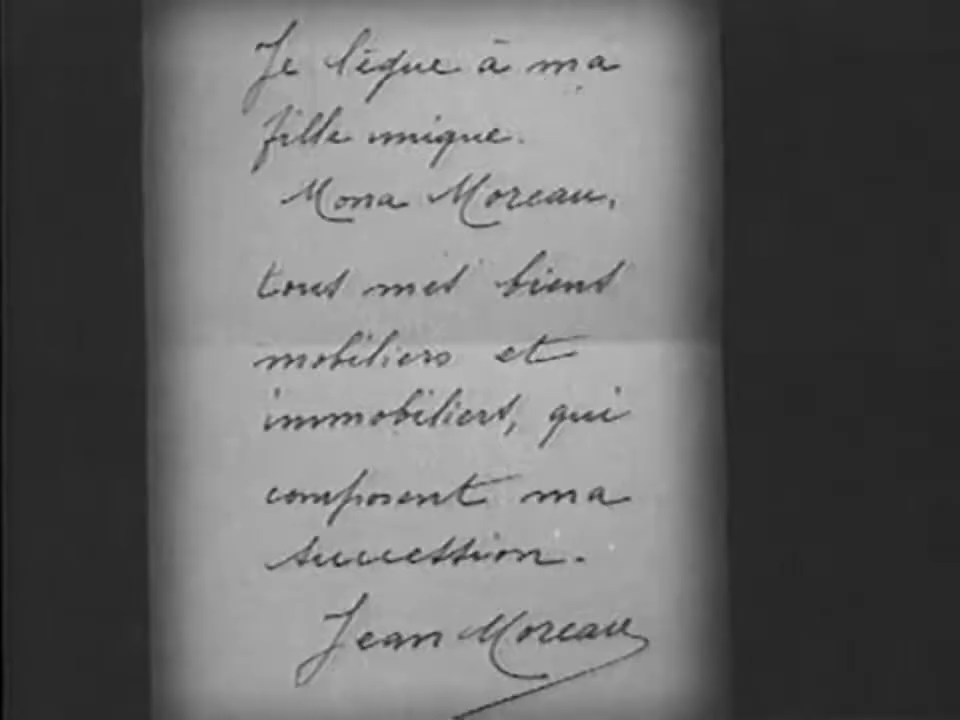 Je lègue à ma
fille unique.
Mona Moreau,
tous mes biens
mobiliers et
immobiliers, qui
composent ma
succession.
Jean Moreau